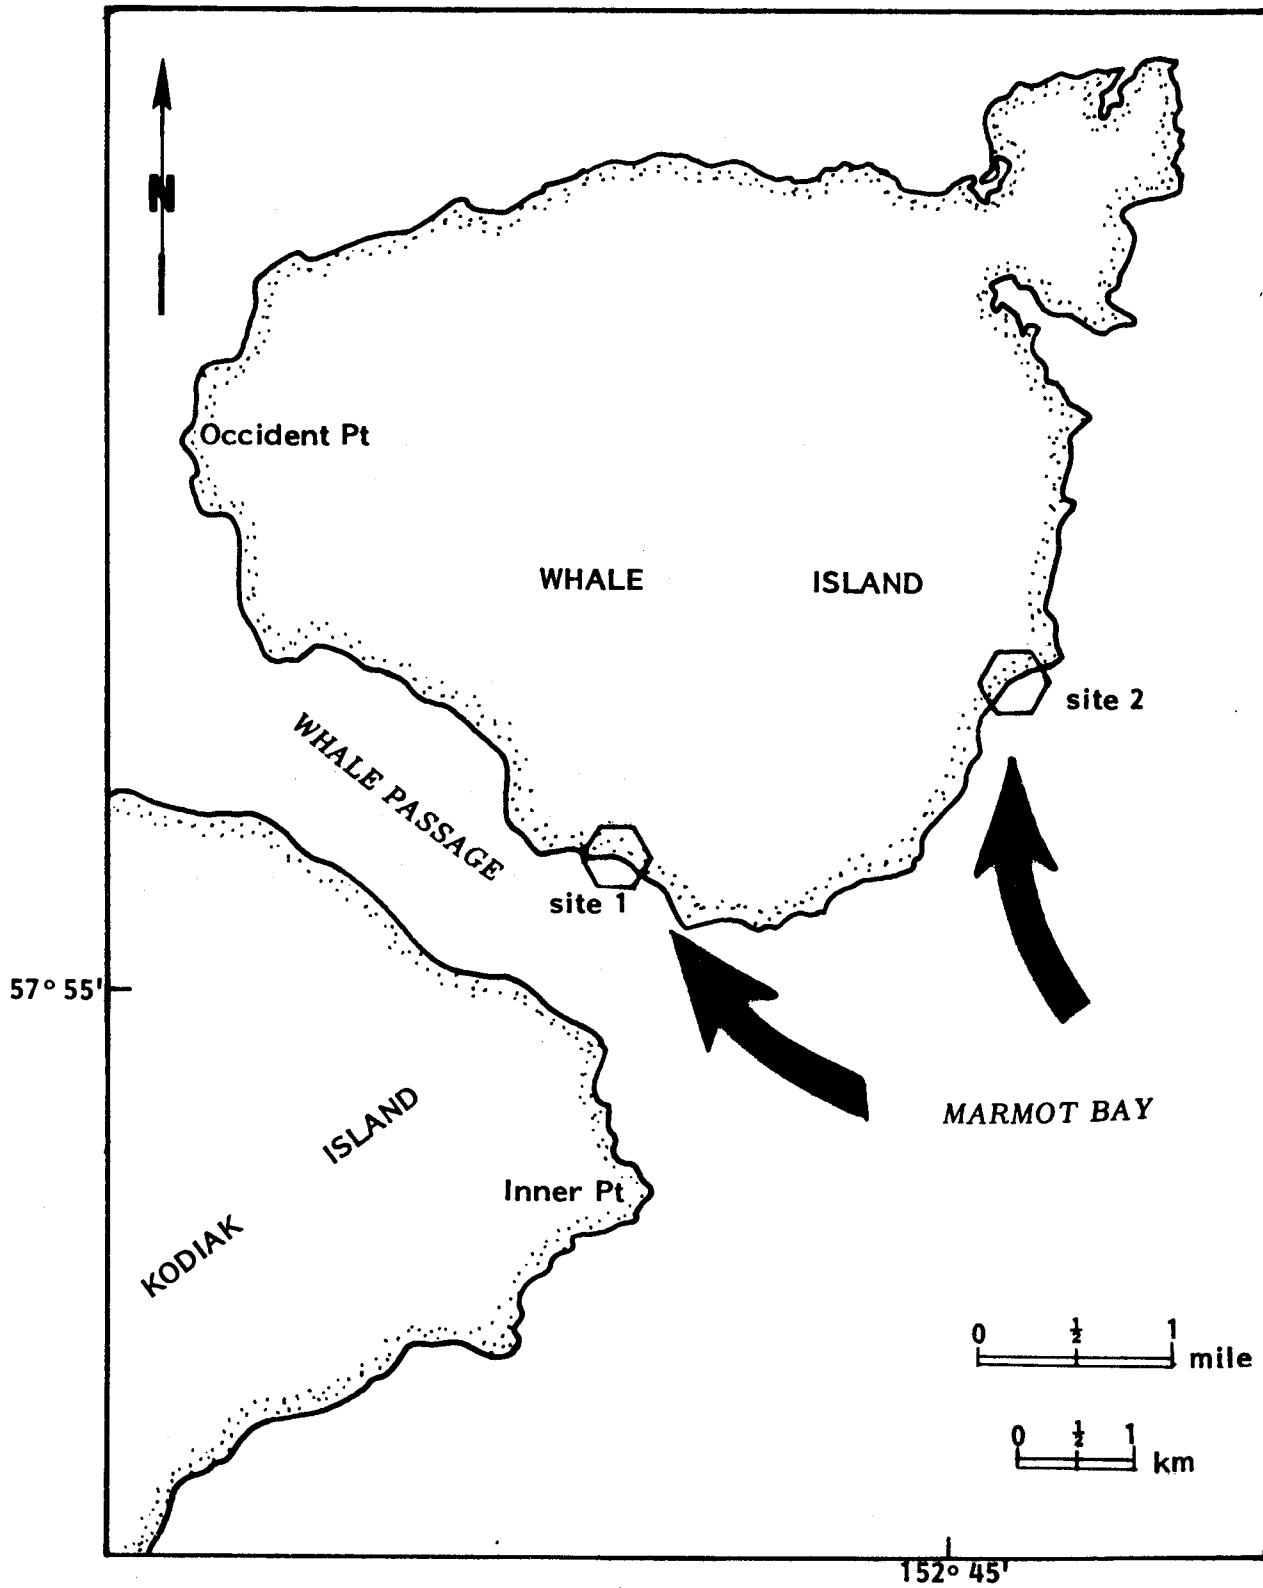 N
Occident Pt
WHALE ISLAND
site 2
WHALE PASSAGE
site 1
57° 55'
MARMOT BAY
KODIAK ISLAND
Inner Pt
0 ½ 1
mile
0 ½ 1
km
152° 45'